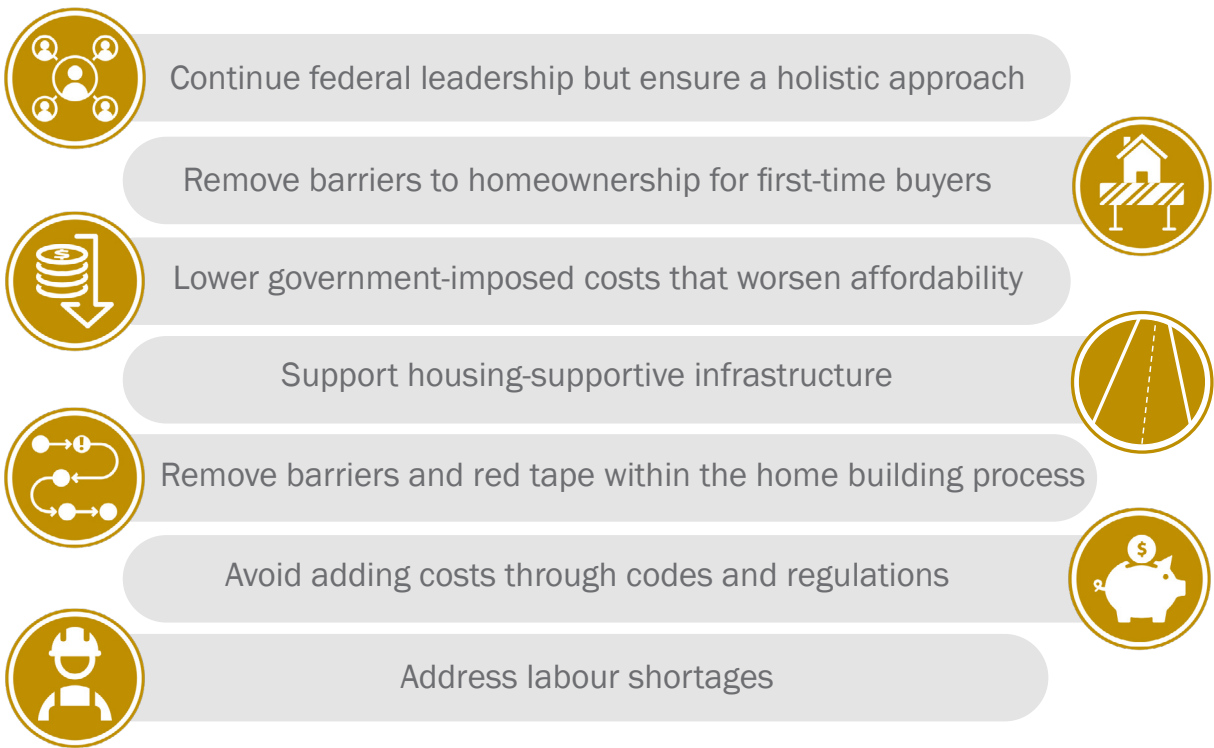 Continue federal leadership but ensure a holistic approach
Remove barriers to homeownership for first-time buyers
Lower government-imposed costs that worsen affordability
Support housing-supportive infrastructure
Remove barriers and red tape within the home building process
Avoid adding costs through codes and regulations
Address labour shortages